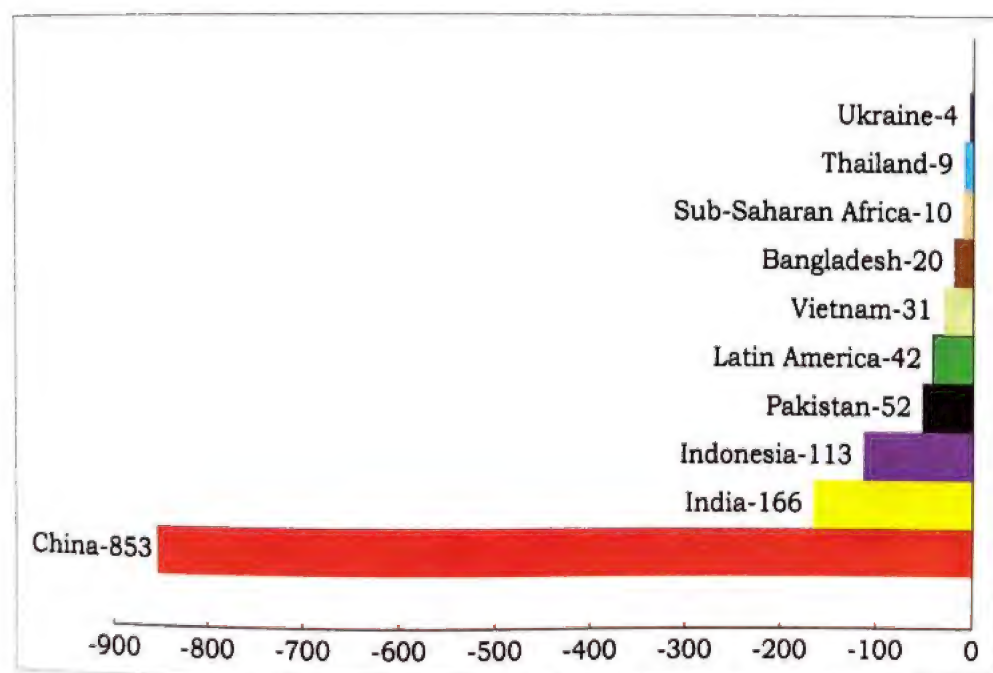 Ukraine-4
Thailand-9
Sub-Saharan Africa-10
Bangladesh-20
Vietnam-31
Latin America-42
Pakistan-52
Indonesia-113
India-166
China-853
-900 -800 -700 -600 -500 -400 -300 -200 -100 0